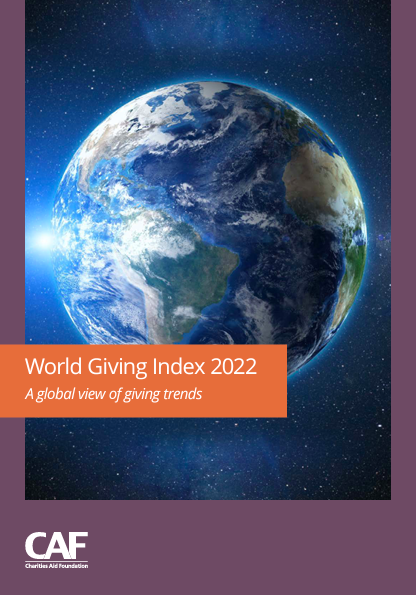 World Giving Index 2022
A global view of giving trends
CAF
Charities Aid Foundation